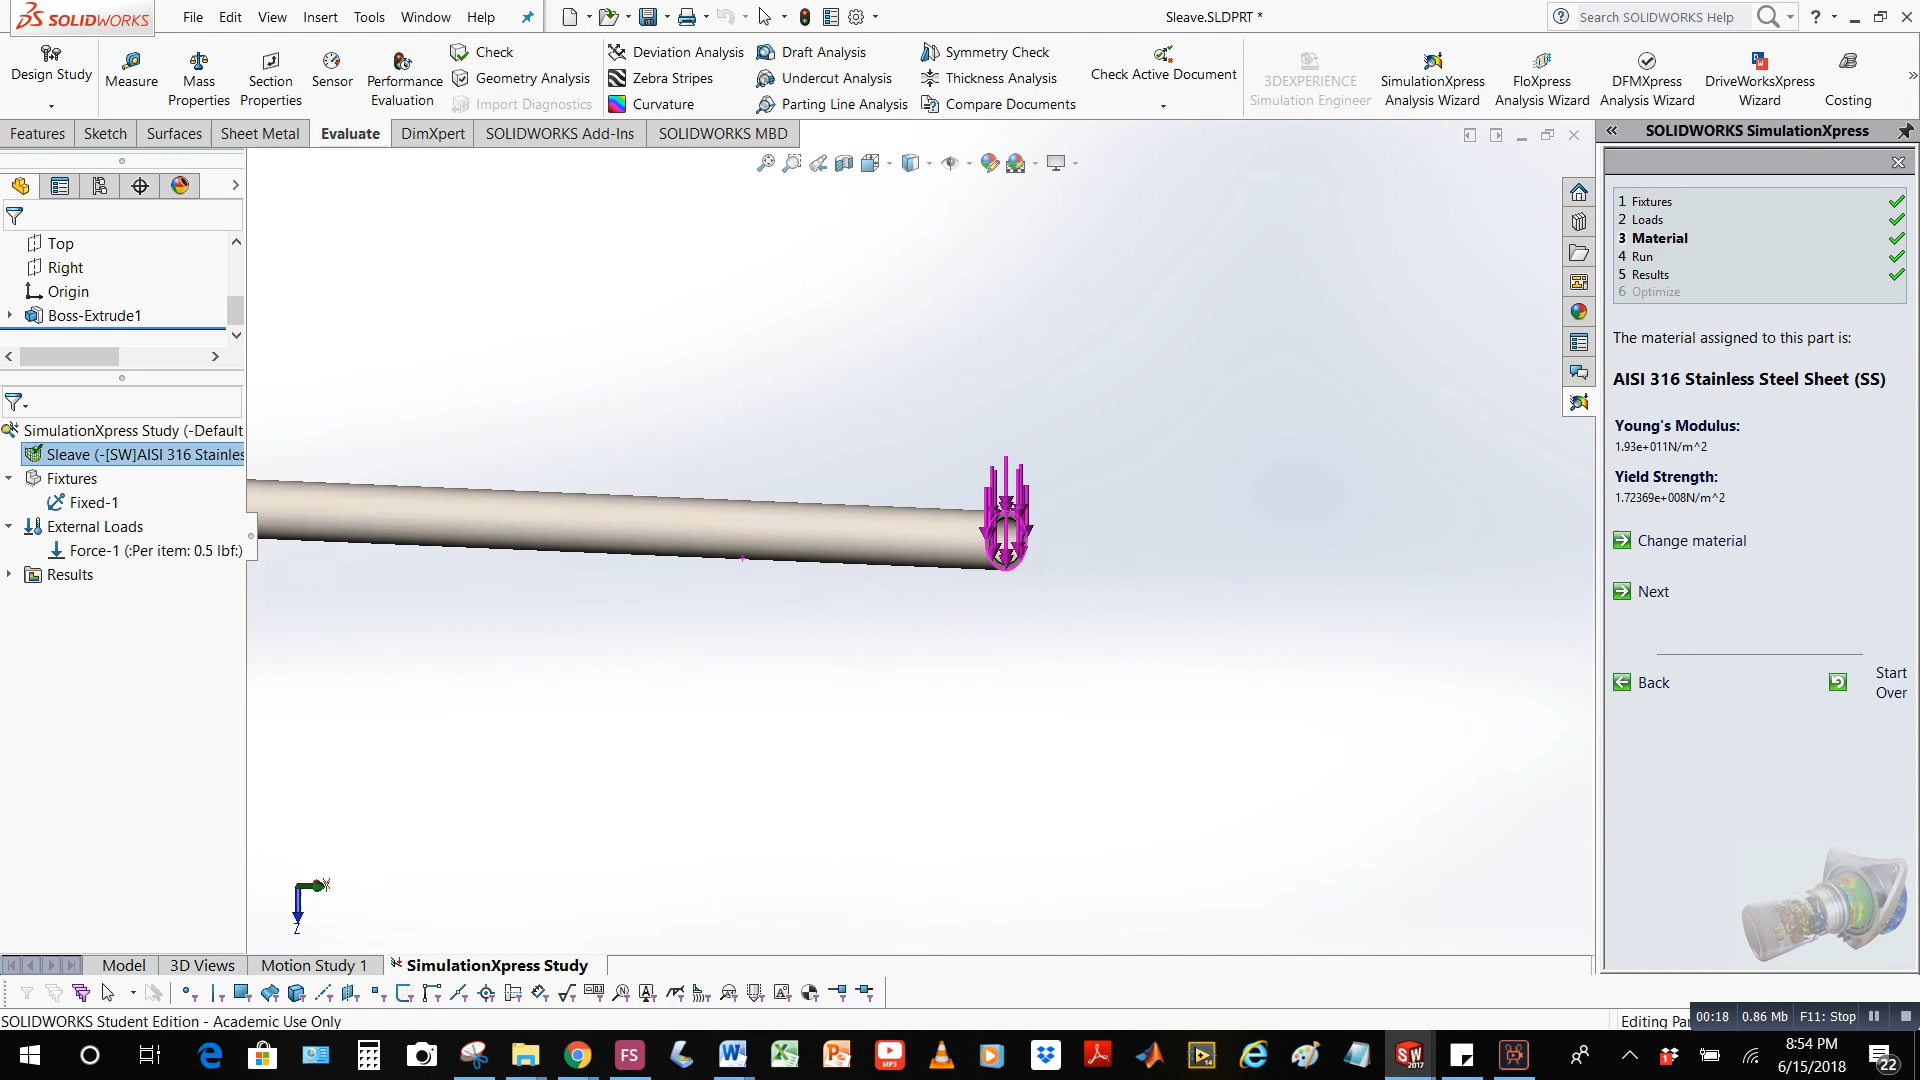 SOLIDWORKS File Edit View Insert Tools Window Help Sleave.SLDPRT * Search SOLIDWORKS Help
Design Study
Measure
Mass Properties
Section Properties
Sensor
Performance Evaluation
Check
Geometry Analysis
Import Diagnostics
Deviation Analysis
Zebra Stripes
Curvature
Draft Analysis
Undercut Analysis
Parting Line Analysis
Symmetry Check
Thickness Analysis
Compare Documents
Check Active Document
3DEXPERIENCE Simulation Engineer
SimulationXpress Analysis Wizard
FloXpress Analysis Wizard
DFMXpress Analysis Wizard
DriveWorksXpress Wizard
Costing
Features Sketch Surfaces Sheet Metal Evaluate DimXpert SOLIDWORKS Add-Ins SOLIDWORKS MBD
Top
Right
Origin
Boss-Extrude1
SimulationXpress Study (-Default
Sleave (-[SW]AISI 316 Stainles
Fixtures
Fixed-1
External Loads
Force-1 (:Per item: 0.5 lbf:)
Results
Z
SOLIDWORKS SimulationXpress
1 Fixtures
2 Loads
3 Material
4 Run
5 Results
6 Optimize
The material assigned to this part is:
AISI 316 Stainless Steel Sheet (SS)
Young's Modulus:
1.93e+011N/m^2
Yield Strength:
1.72369e+008N/m^2
Change material
Next
Back
Start Over
Model 3D Views Motion Study 1 SimulationXpress Study
SOLIDWORKS Student Edition - Academic Use Only
Editing Par
00:18 0.86 Mb F11: Stop
8:54 PM
6/15/2018
22